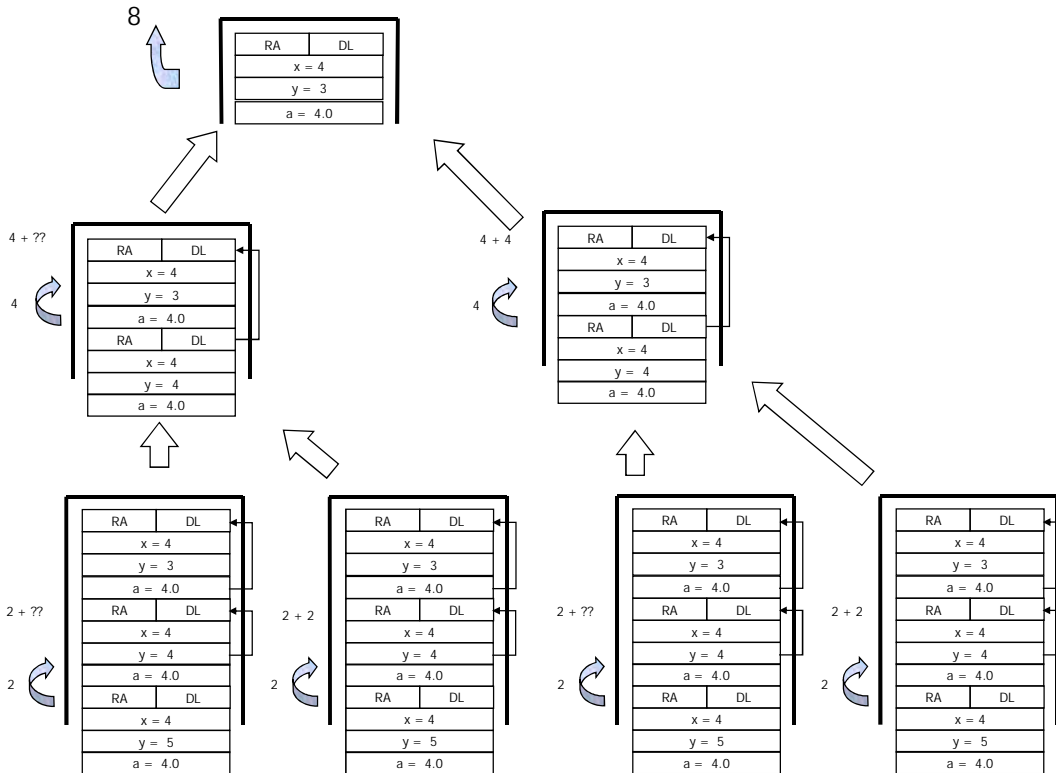 8
RA DL
x = 4
y = 3
a = 4.0
4 + ??
4
RA DL
x = 4
y = 3
a = 4.0
RA DL
x = 4
y = 4
a = 4.0
4 + 4
4
RA DL
x = 4
y = 3
a = 4.0
RA DL
x = 4
y = 4
a = 4.0
2 + ??
2
RA DL
x = 4
y = 3
a = 4.0
RA DL
x = 4
y = 4
a = 4.0
RA DL
x = 4
y = 5
a = 4.0
2 + 2
2
RA DL
x = 4
y = 3
a = 4.0
RA DL
x = 4
y = 4
a = 4.0
RA DL
x = 4
y = 5
a = 4.0
2 + ??
2
RA DL
x = 4
y = 3
a = 4.0
RA DL
x = 4
y = 4
a = 4.0
RA DL
x = 4
y = 5
a = 4.0
2 + 2
2
RA DL
x = 4
y = 3
a = 4.0
RA DL
x = 4
y = 4
a = 4.0
RA DL
x = 4
y = 5
a = 4.0